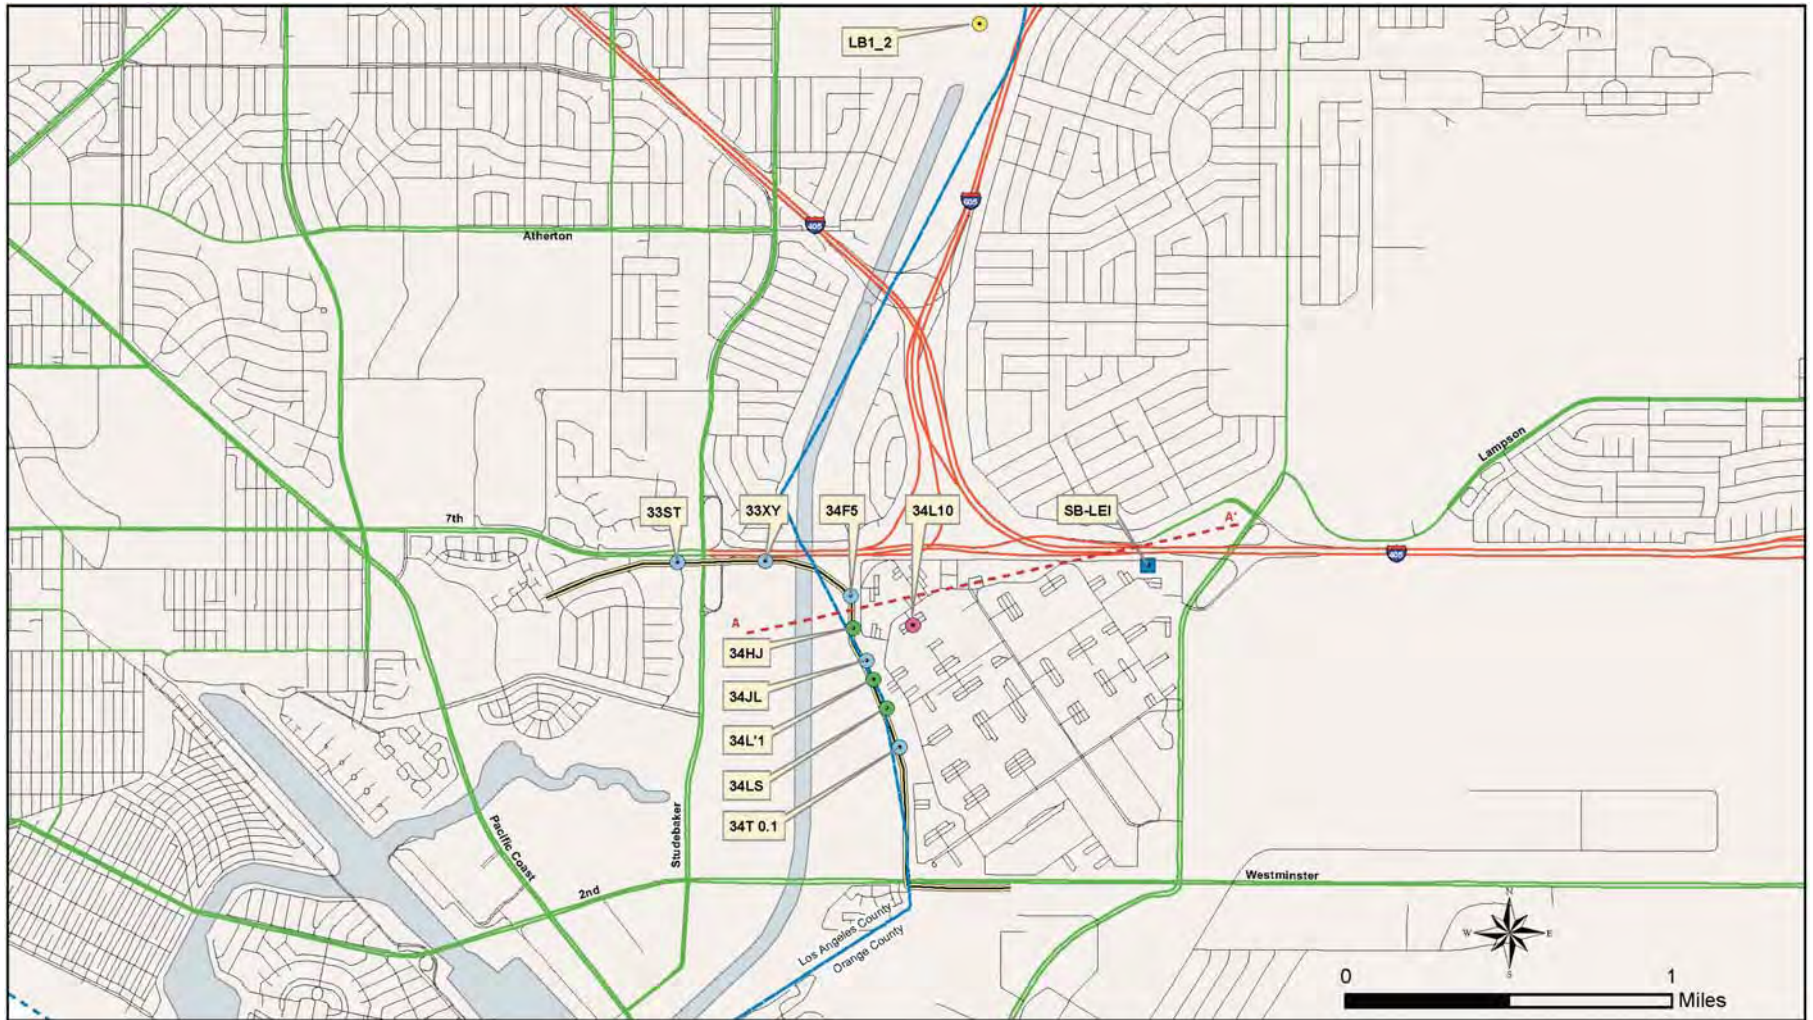 LB1_2
605
405
Atherton
Lampson
33ST
33XY
34F5
34L10
SB-LEI
7th
A'
405
A
34HJ
34JL
34L'1
34LS
34T 0.1
Studebaker
Pacific Coast
2nd
Westminster
Los Angeles County
Orange County
N
W E
S
0 1
Miles